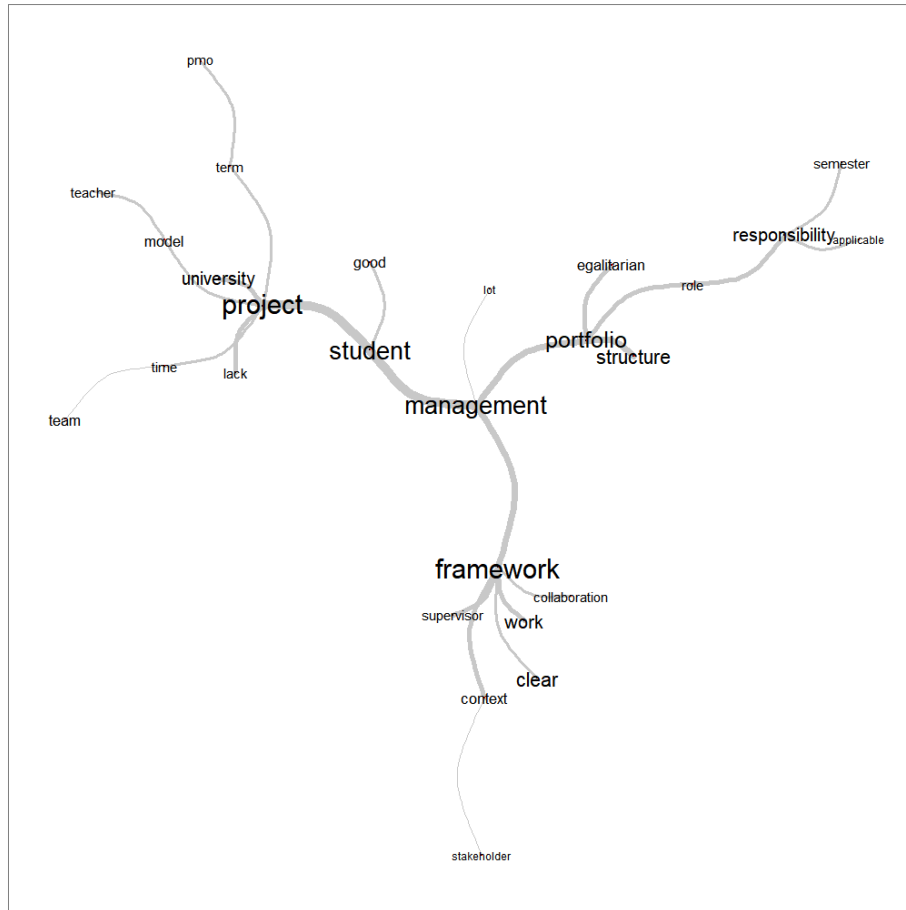 pmo
semester
term
teacher
responsibility
applicable
model
good
egalitarian
university
role
lot
project
portfolio
student
structure
time
lack
management
team
framework
collaboration
supervisor
work
clear
context
stakeholder